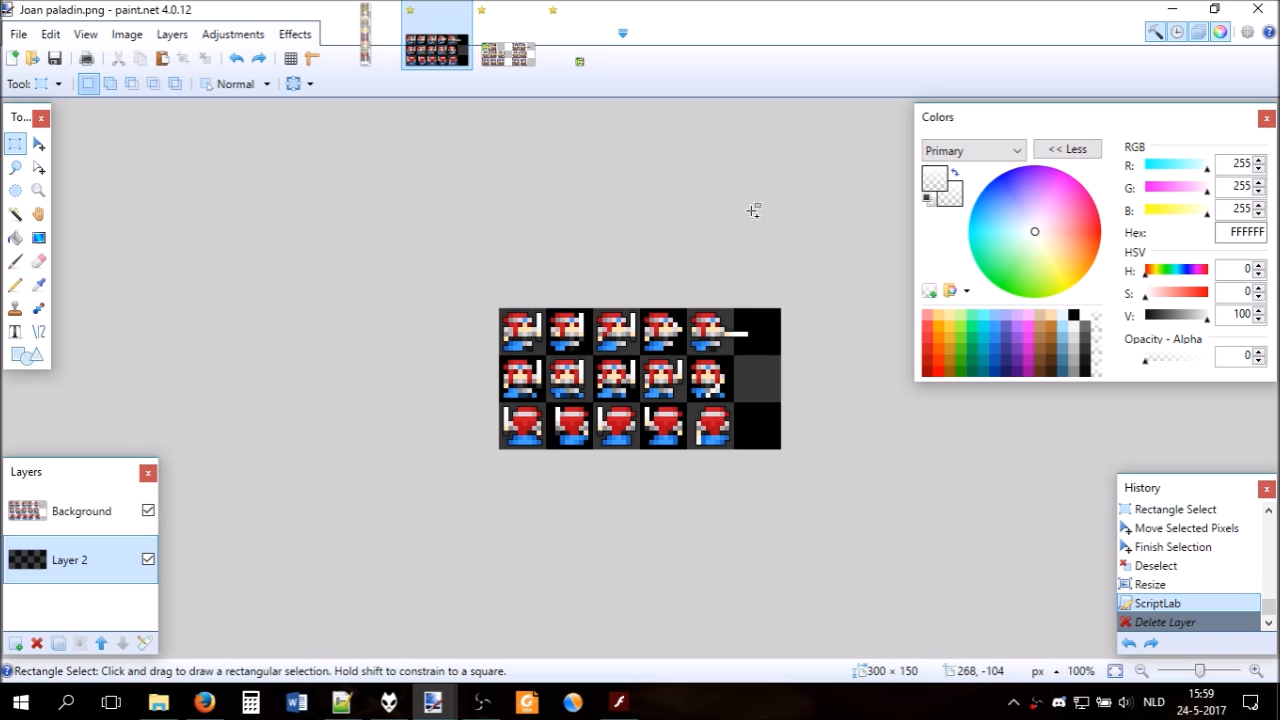 Joan paladin.png - paint.net 4.0.12
File Edit View Image Layers Adjustments Effects
Tool: Normal
To...
Colors
Primary << Less
RGB
R: 255
G: 255
B: 255
Hex: FFFFFF
HSV
H: 0
S: 0
V: 100
Opacity - Alpha
0
Layers
Background
Layer 2
History
Rectangle Select
Move Selected Pixels
Finish Selection
Deselect
Resize
ScriptLab
Delete Layer
Rectangle Select: Click and drag to draw a rectangular selection. Hold shift to constrain to a square. 300 × 150 268, -104 px 100%
NLD 15:59
24-5-2017